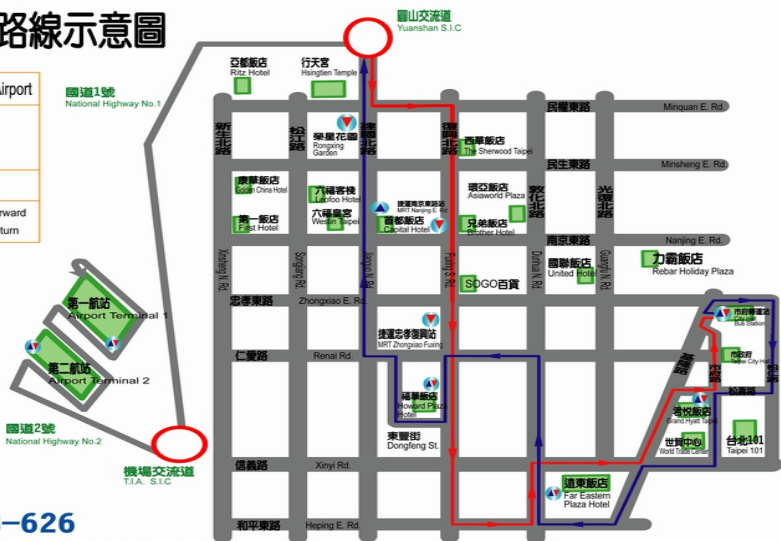 路線示意圖
Airport
ward
turn
圓山交流道
Yuanshan S.I.C
國道1號
National Highway No.1
亞都飯店
Ritz Hotel
行天宮
Hsingtien Temple
民權東路
Minquan E. Rd.
新生北路
松江路
建國北路
復興北路
敦化北路
光復北路
榮星花園
Rongxing
Garden
西華飯店
The Sherwood Taipei
民生東路
Minsheng E. Rd.
康華飯店
Golden China Hotel
六福客棧
Leofoo Hotel
環亞飯店
Asiaworld Plaza
第一飯店
First Hotel
六福皇宮
Westin Taipei
捷運南京東路站
MRT Nanjing E. Rd.
首都飯店
Capital Hotel
兄弟飯店
Brother Hotel
南京東路
Nanjing E. Rd.
Xinsheng N. Rd.
Songjiang N. Rd.
Jianguo N. Rd.
Fuxing S. Rd.
Dunhua N. Rd.
Guangfu N. Rd.
國聯飯店
United Hotel
力霸飯店
Rebar Holiday Plaza
SOGO百貨
忠孝東路
Zhongxiao E. Rd.
第一航站
Airport Terminal 1
第二航站
Airport Terminal 2
捷運忠孝復興站
MRT Zhongxiao Fuxing
市府轉運站
City Hall
Bus Station
仁愛路
Renai Rd.
基隆路
市府路
松仁路
市政府
Taipei City Hall
福華飯店
Howard Plaza
Hotel
松壽路
君悅飯店
Grand Hyatt Taipei
東豐街
Dongfeng St.
世貿中心
World Trade Center
台北101
Taipei 101
國道2號
National Highway No.2
機場交流道
T.I.A. S.I.C
信義路
Xinyi Rd.
遠東飯店
Far Eastern
Plaza Hotel
和平東路
Heping E. Rd.
-626